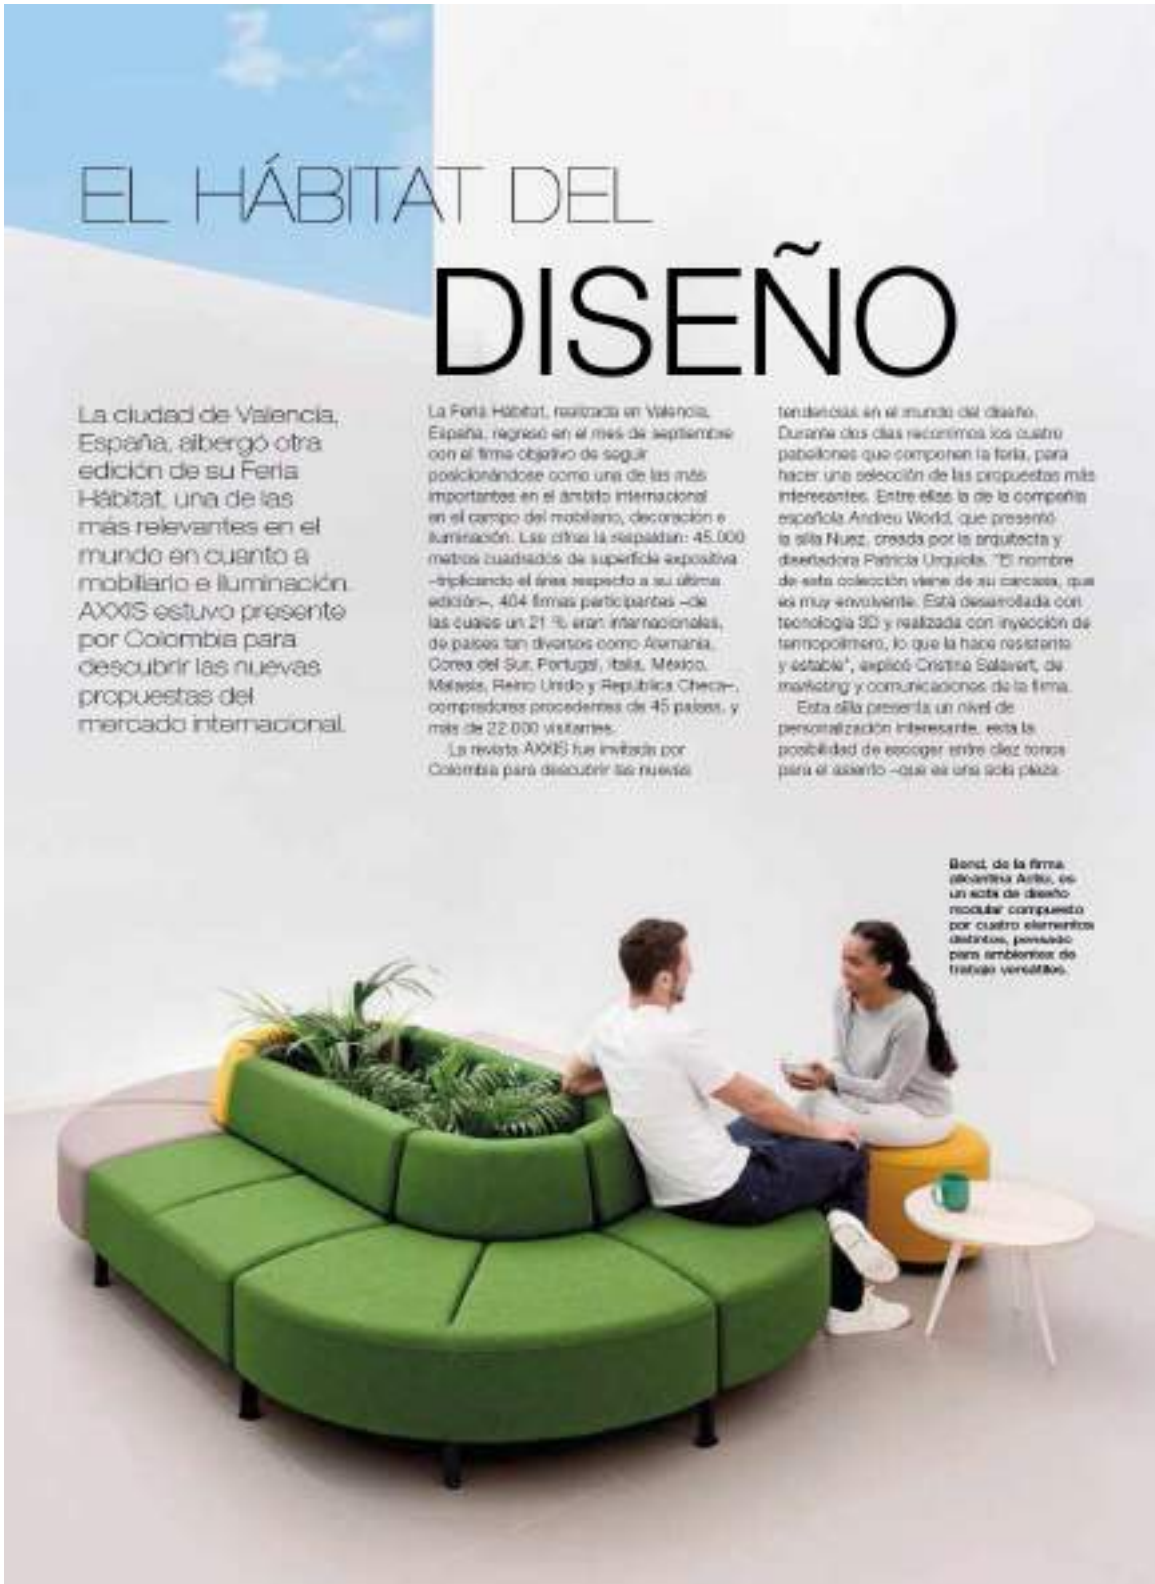 EL HÁBITAT DEL
DISEÑO
La ciudad de Valencia,
España, albergó otra
edición de su Feria
Hábitat, una de las
más relevantes en el
mundo en cuanto a
mobiliario e iluminación.
AXXIS estuvo presente
por Colombia para
descubrir las nuevas
propuestas del
mercado internacional.
La Feria Hábitat, realizada en Valencia,
España, regresó en el mes de septiembre
con el firme objetivo de seguir
posicionándose como una de las más
importantes en el ámbito internacional
en el campo del mobiliario, decoración e
iluminación. Las cifras la respaldan: 45.000
metros cuadrados de superficie expositiva
–triplicando el área respecto a su última
edición–, 404 firmas participantes –de
las cuales un 21 % eran internacionales,
de países tan diversos como Alemania,
Corea del Sur, Portugal, Italia, México,
Malasia, Reino Unido y República Checa–,
compradores procedentes de 45 países, y
más de 22.000 visitantes.
La revista AXXIS fue invitada por
Colombia para descubrir las nuevas
tendencias en el mundo del diseño.
Durante dos días recorrimos los cuatro
pabellones que componen la feria, para
hacer una selección de las propuestas más
interesantes. Entre ellas la de la compañía
española Andreu World, que presentó
la silla Nuez, creada por la arquitecta y
diseñadora Patricia Urquiola. "El nombre
de esta colección viene de su carcasa, que
es muy envolvente. Está desarrollada con
tecnología 3D y realizada con inyección de
termopolímero, lo que la hace resistente
y estable", explicó Cristina Salavert, de
marketing y comunicaciones de la firma.
Esta silla presenta un nivel de
personalización interesante, está la
posibilidad de escoger entre diez tonos
para el asiento –que es una sola pieza
Bend, de la firma
alicantina Actiu, es
un sofá de diseño
modular compuesto
por cuatro elementos
distintos, pensado
para ambientes de
trabajo versátiles.